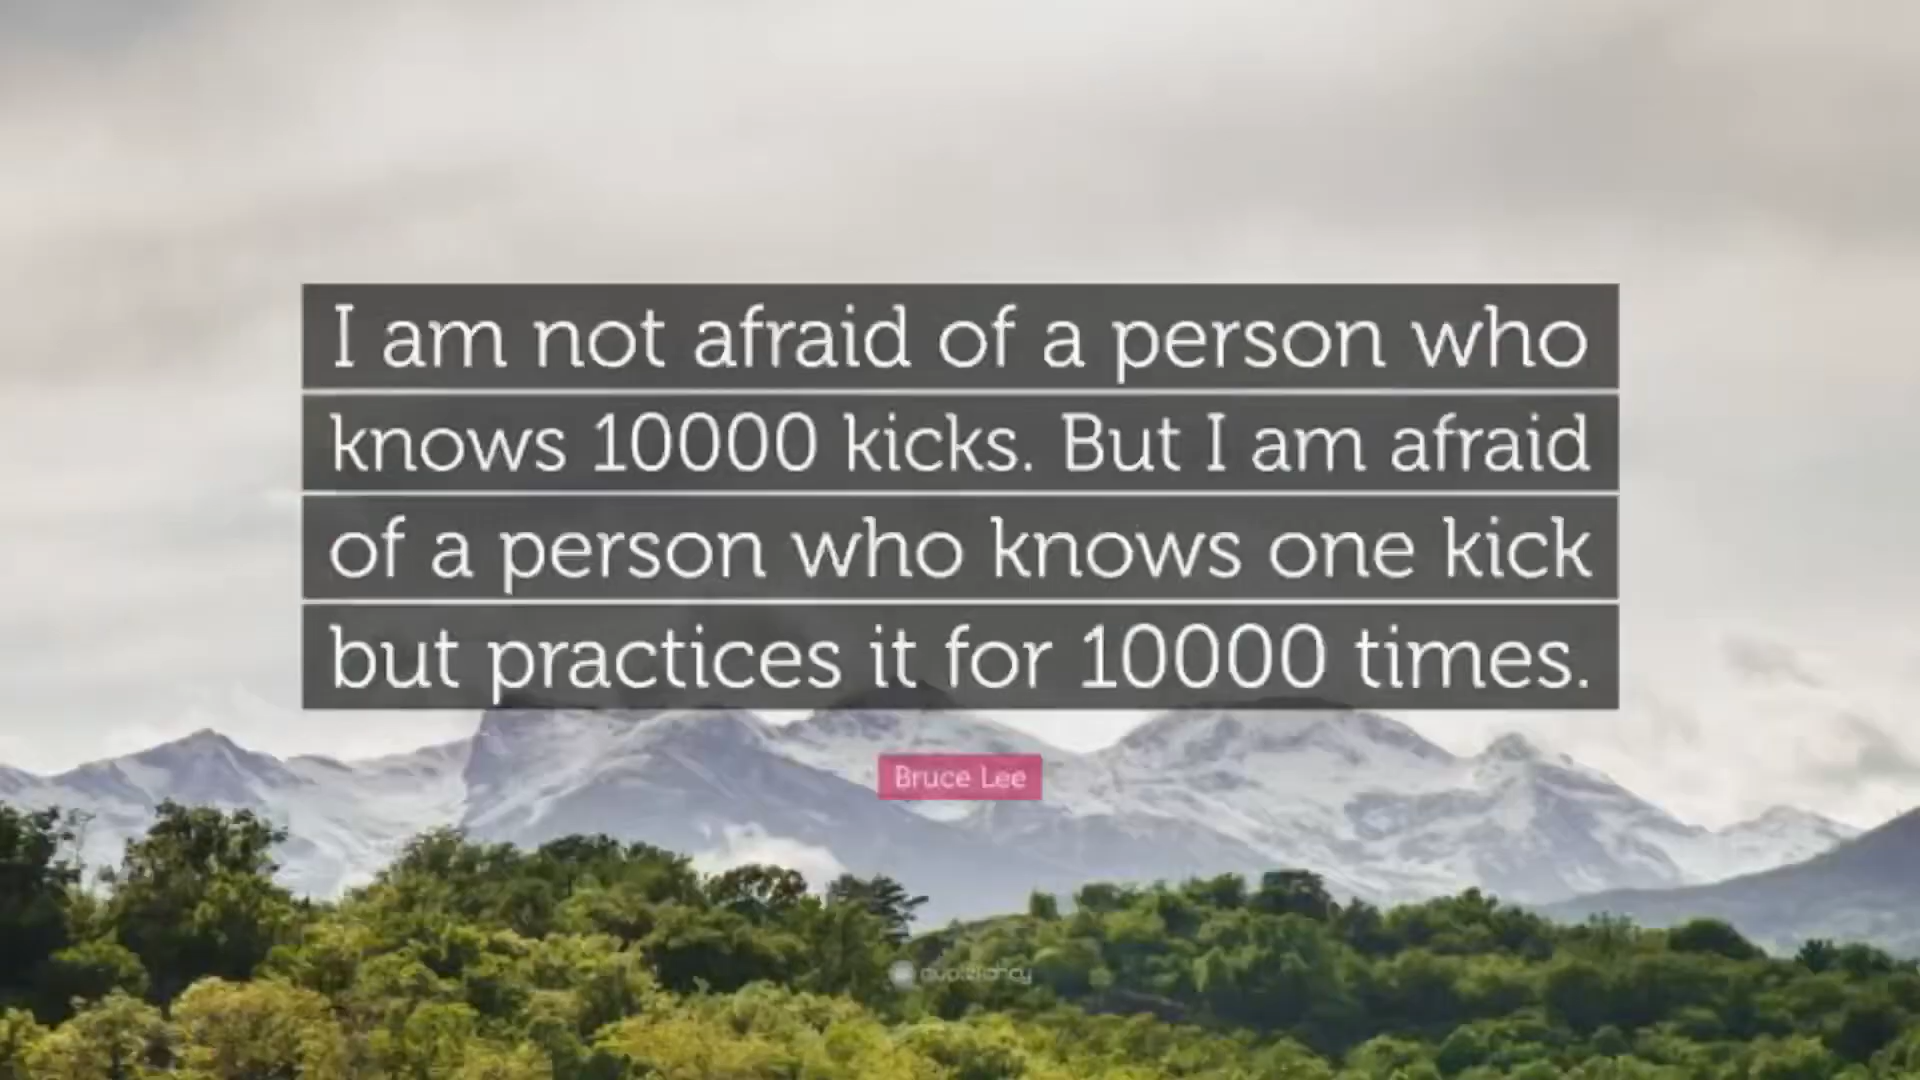 I am not afraid of a person who
knows 10000 kicks. But I am afraid
of a person who knows one kick
but practices it for 10000 times.
Bruce Lee
quotefancy